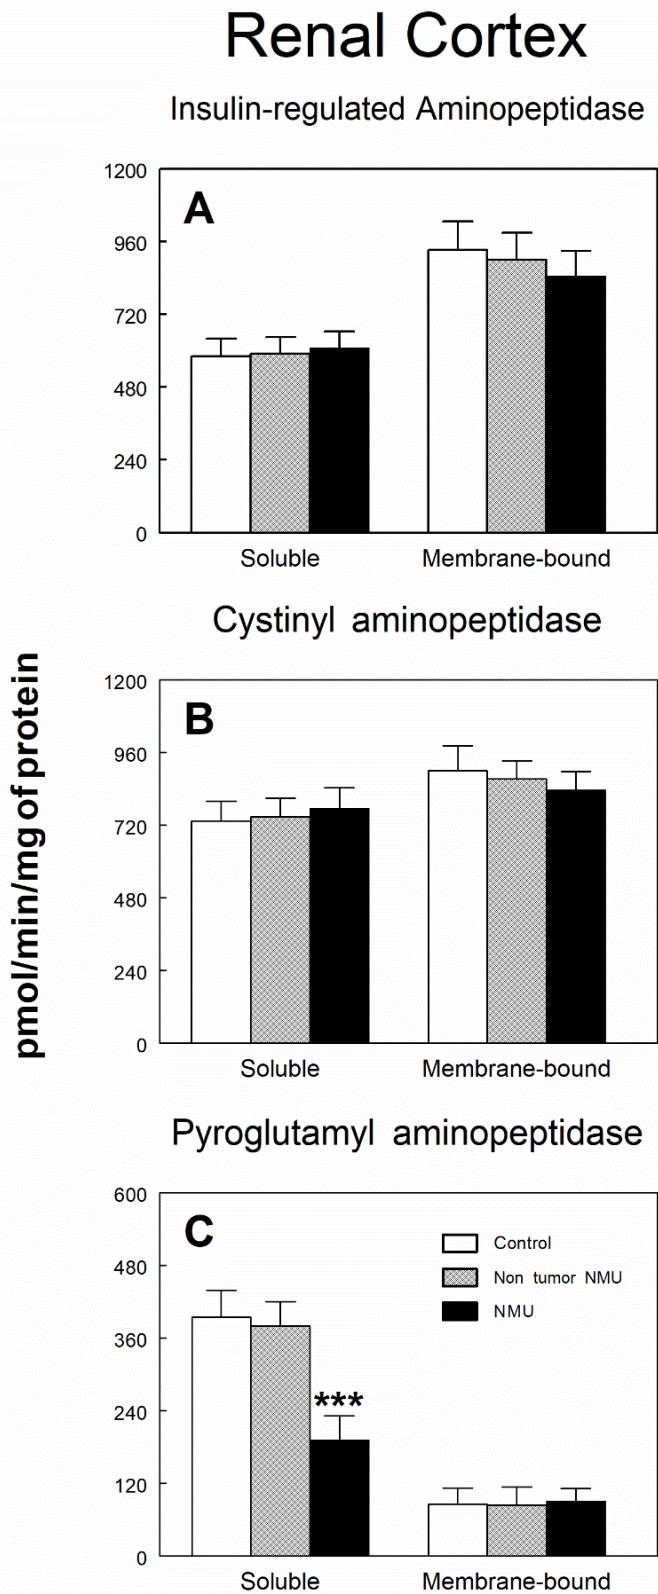 Renal Cortex
Insulin-regulated Aminopeptidase
A
1200
960
720
480
240
0
Soluble
Membrane-bound
Cystinyl aminopeptidase
B
1200
960
720
480
240
0
Soluble
Membrane-bound
pmol/min/mg of protein
Pyroglutamyl aminopeptidase
C
600
480
360
240
120
0
Control
Non tumor NMU
NMU
***
Soluble
Membrane-bound